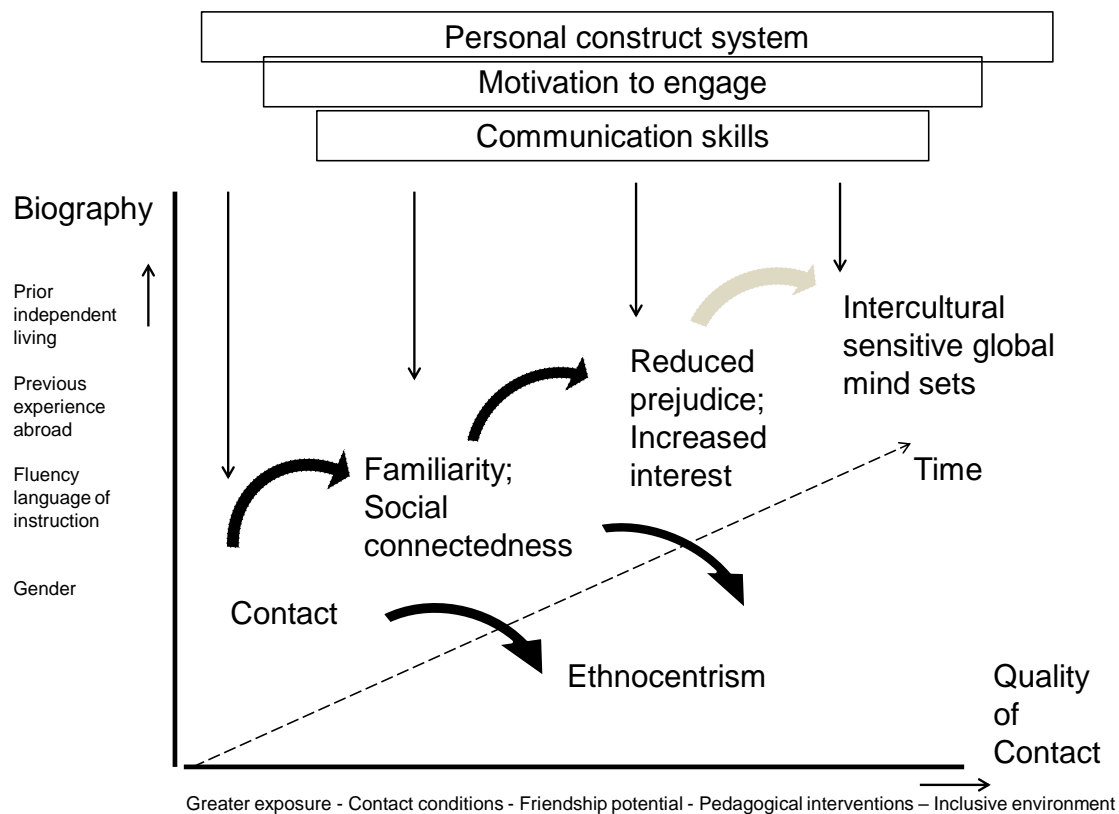 Personal construct system
Motivation to engage
Communication skills
Biography
Prior
independent
living
Previous
experience
abroad
Fluency
language of
instruction
Gender
Intercultural
sensitive global
mind sets
Reduced
prejudice;
Increased
interest
Familiarity;
Social
connectedness
Time
Contact
Ethnocentrism
Quality
of
Contact
Greater exposure - Contact conditions - Friendship potential - Pedagogical interventions – Inclusive environment